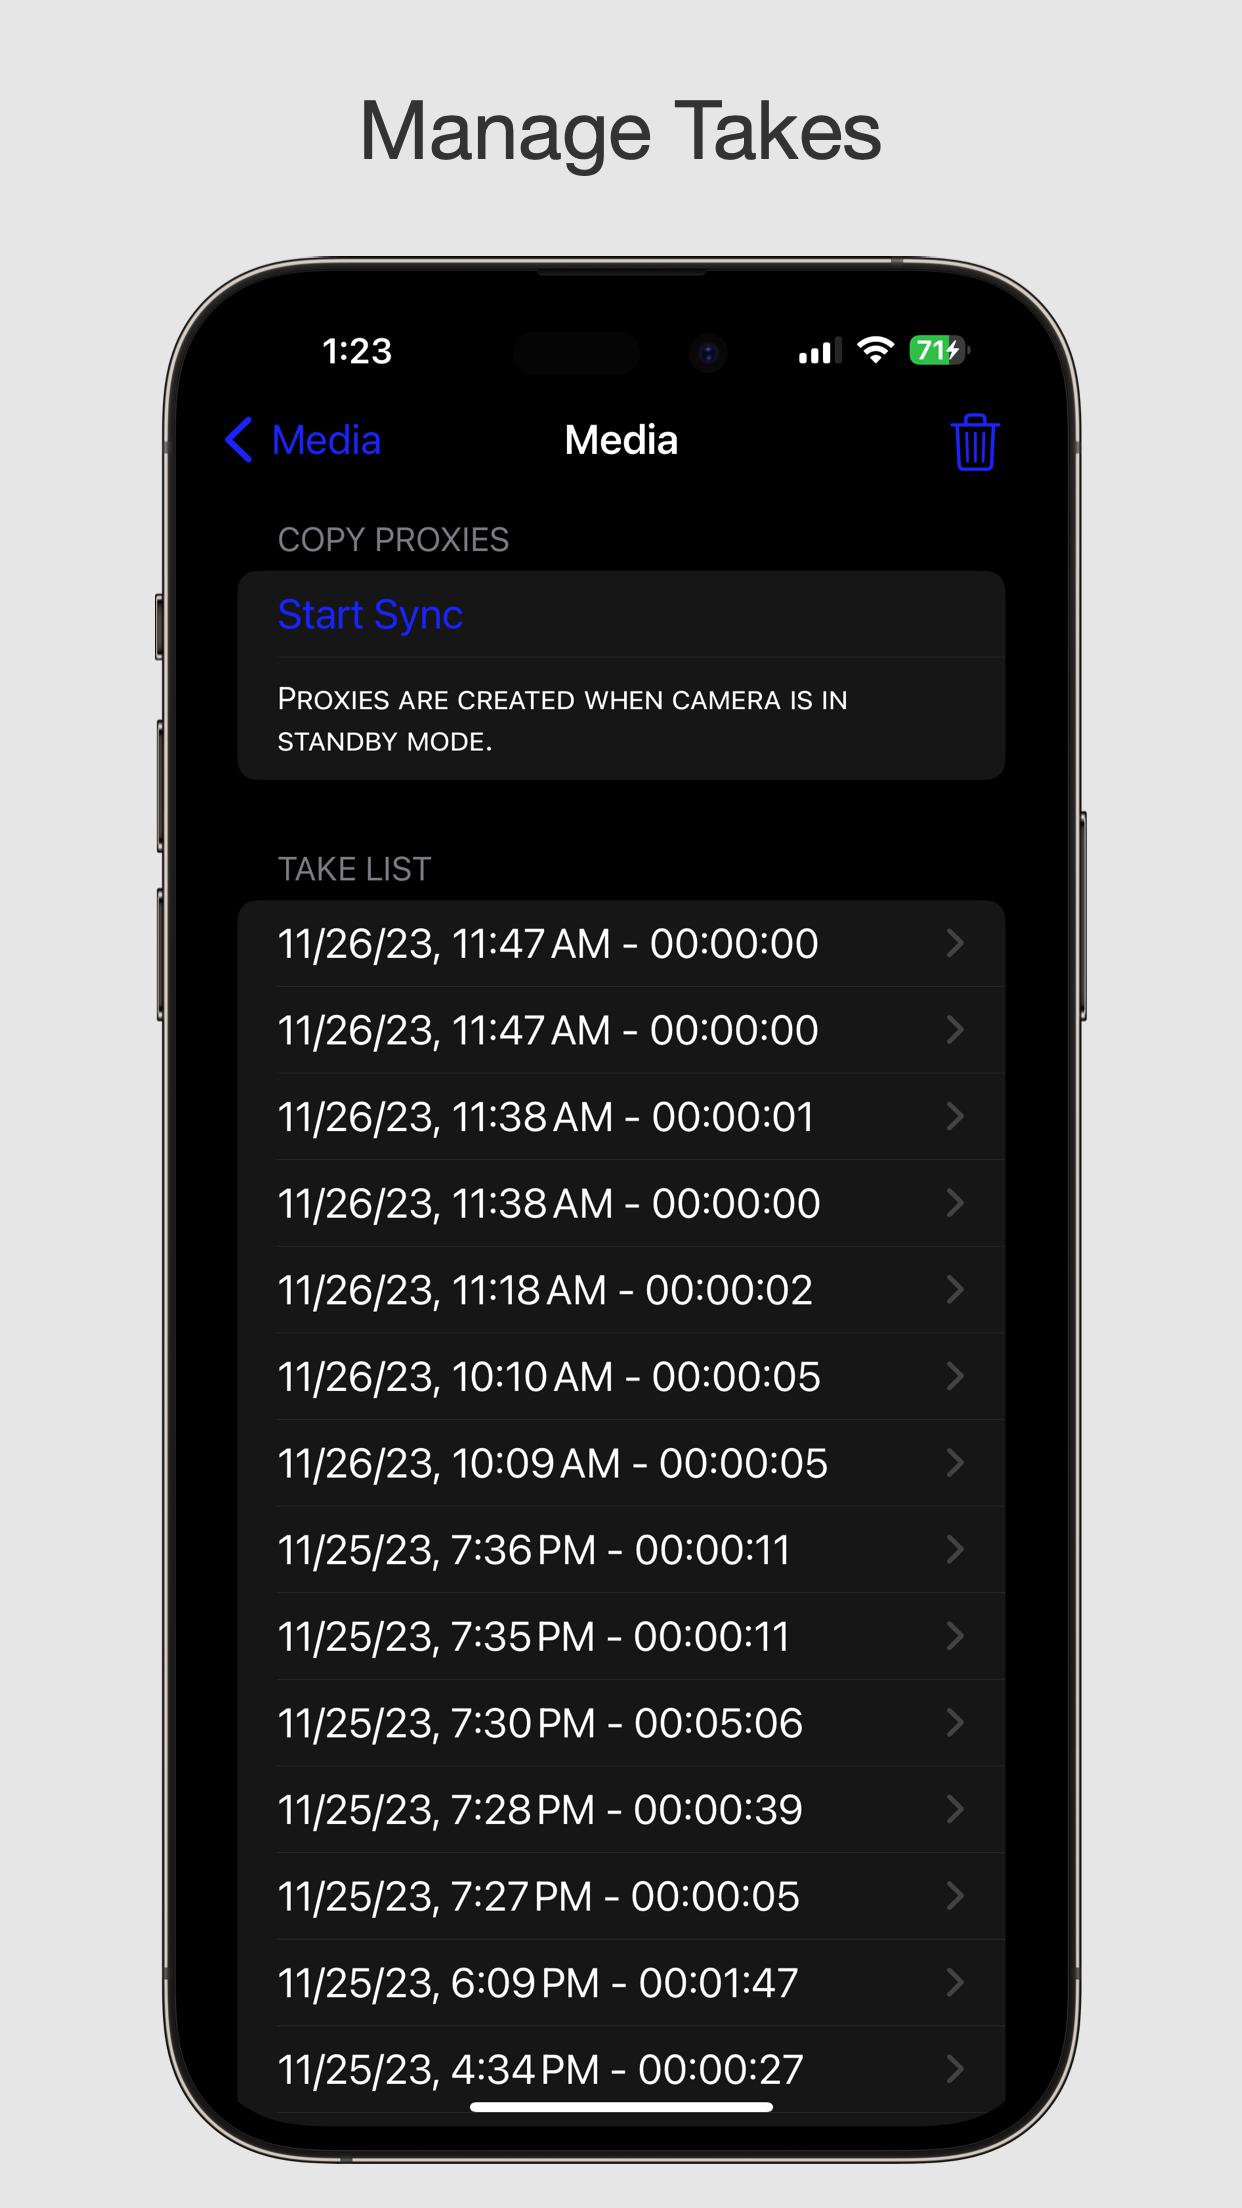 Manage Takes
1:23
71
Media
Media
COPY PROXIES
Start Sync
PROXIES ARE CREATED WHEN CAMERA IS IN
STANDBY MODE.
TAKE LIST
11/26/23, 11:47 AM - 00:00:00
11/26/23, 11:47 AM - 00:00:00
11/26/23, 11:38 AM - 00:00:01
11/26/23, 11:38 AM - 00:00:00
11/26/23, 11:18 AM - 00:00:02
11/26/23, 10:10 AM - 00:00:05
11/26/23, 10:09 AM - 00:00:05
11/25/23, 7:36 PM - 00:00:11
11/25/23, 7:35 PM - 00:00:11
11/25/23, 7:30 PM - 00:05:06
11/25/23, 7:28 PM - 00:00:39
11/25/23, 7:27 PM - 00:00:05
11/25/23, 6:09 PM - 00:01:47
11/25/23, 4:34 PM - 00:00:27